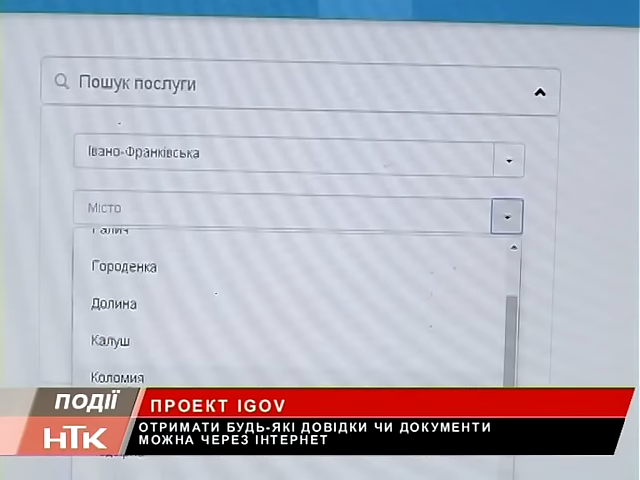 Пошук послуги
Івано-Франківська
Місто
Галич
Городенка
Долина
Калуш
Коломия
ПОДІЇ
ПРОЕКТ IGOV
НТК
ОТРИМАТИ БУДЬ-ЯКІ ДОВІДКИ ЧИ ДОКУМЕНТИ
МОЖНА ЧЕРЕЗ ІНТЕРНЕТ